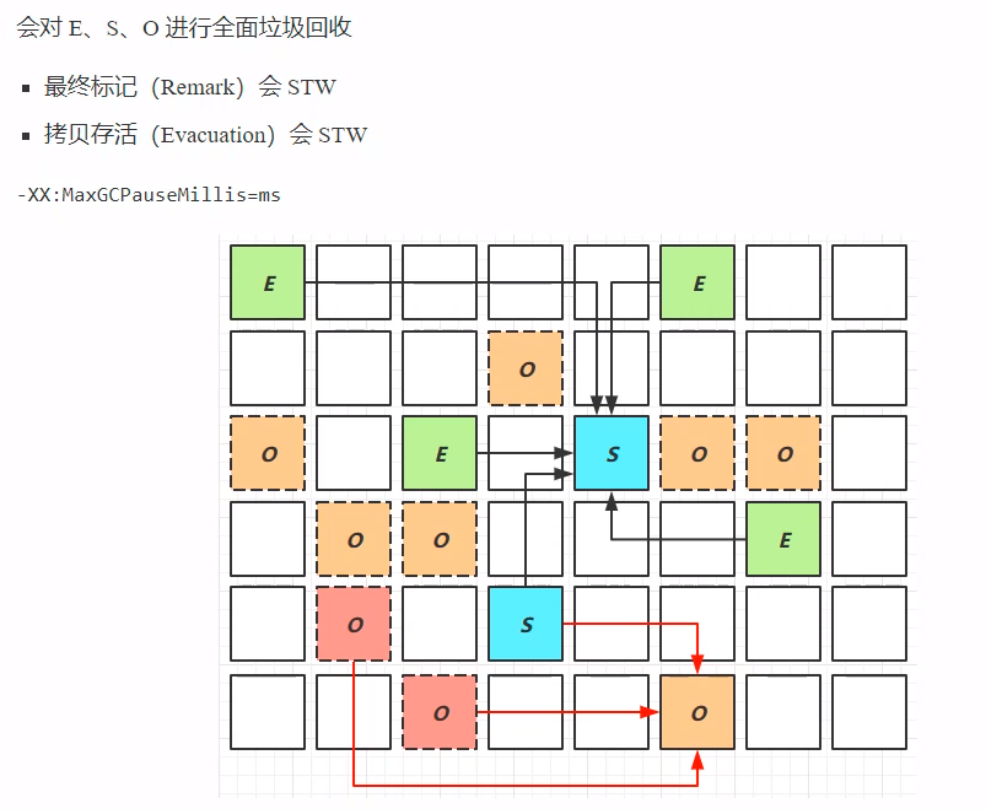 会对 E、S、O 进行全面垃圾回收
▪ 最终标记（Remark）会 STW
▪ 拷贝存活（Evacuation）会 STW
-XX:MaxGCPauseMillis=ms
E E
O
O E S O O
O O E
O S
O O